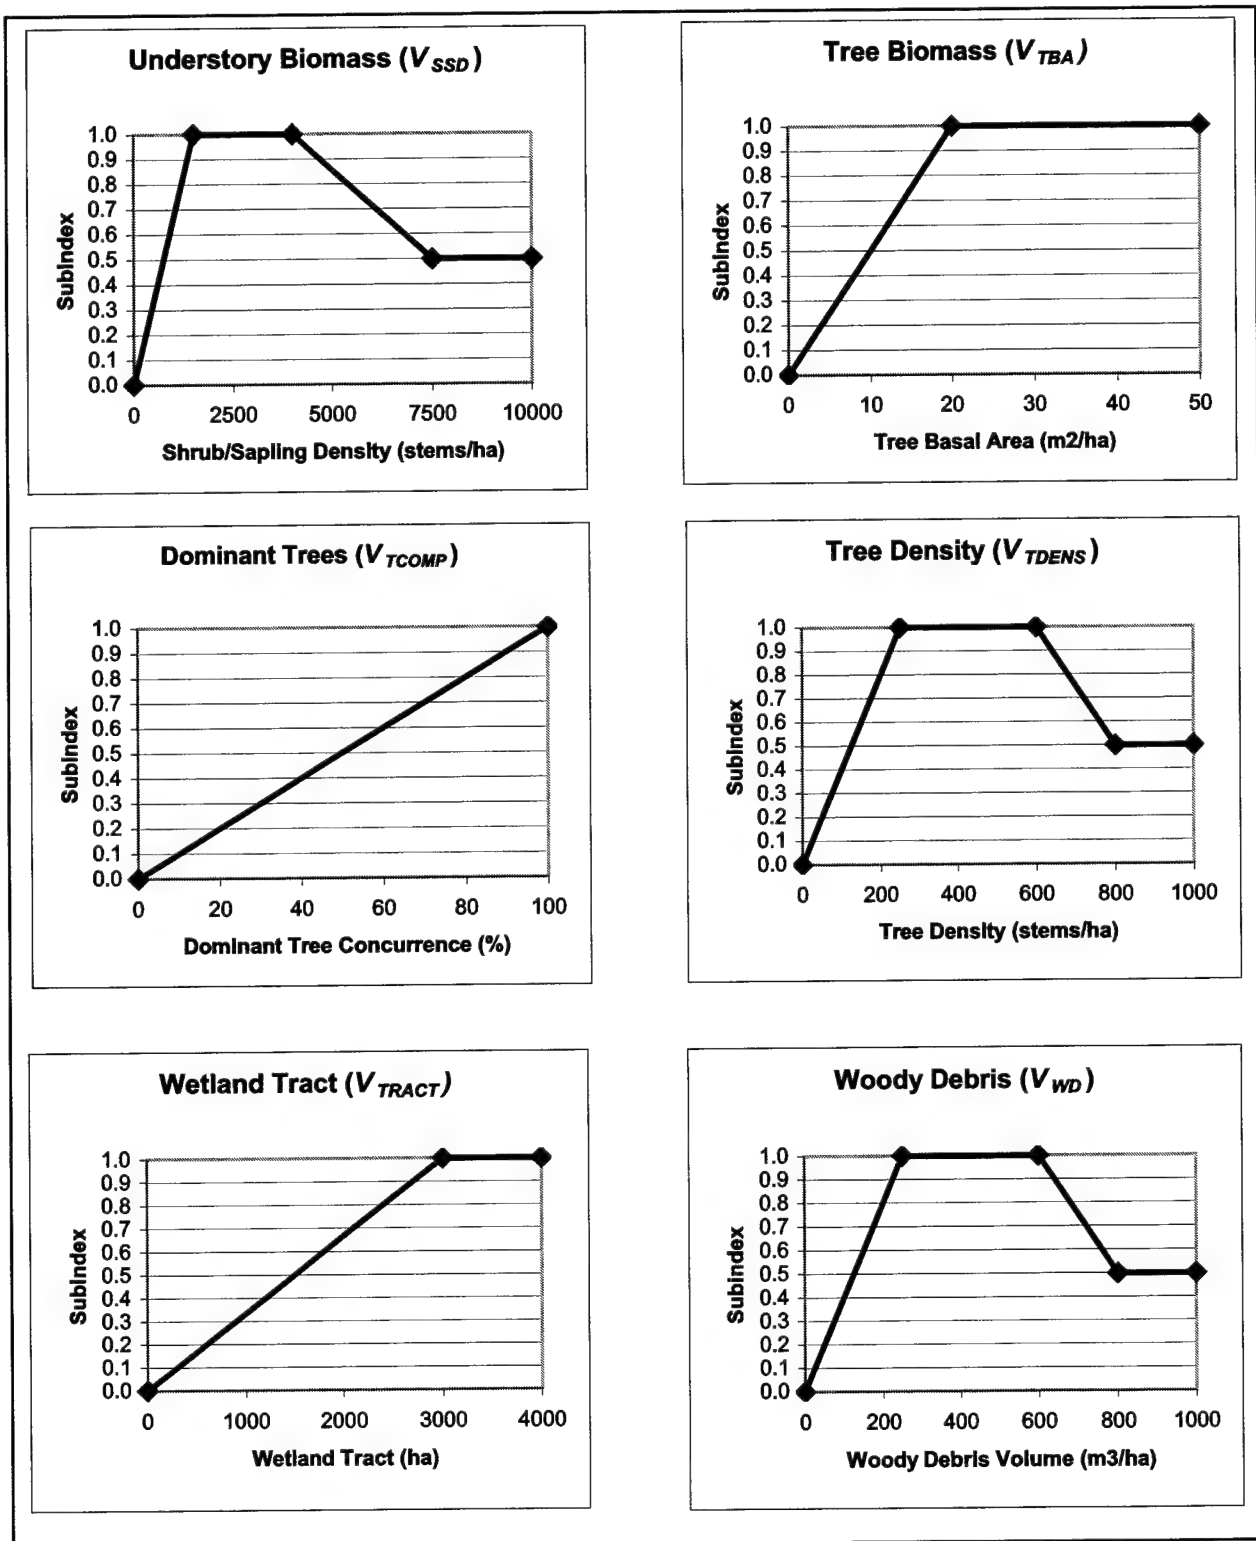 Understory Biomass (V SSD)
1.0
0.9
0.8
0.7
0.6
0.5
0.4
0.3
0.2
0.1
0.0
SubIndex
0 2500 5000 7500 10000
Shrub/Sapling Density (stems/ha)
Tree Biomass (V TBA)
1.0
0.9
0.8
0.7
0.6
0.5
0.4
0.3
0.2
0.1
0.0
SubIndex
0 10 20 30 40 50
Tree Basal Area (m2/ha)
Dominant Trees (V TCOMP)
1.0
0.9
0.8
0.7
0.6
0.5
0.4
0.3
0.2
0.1
0.0
SubIndex
0 20 40 60 80 100
Dominant Tree Concurrence (%)
Tree Density (V TDENS)
1.0
0.9
0.8
0.7
0.6
0.5
0.4
0.3
0.2
0.1
0.0
SubIndex
0 200 400 600 800 1000
Tree Density (stems/ha)
Wetland Tract (V TRACT)
1.0
0.9
0.8
0.7
0.6
0.5
0.4
0.3
0.2
0.1
0.0
SubIndex
0 1000 2000 3000 4000
Wetland Tract (ha)
Woody Debris (V WD)
1.0
0.9
0.8
0.7
0.6
0.5
0.4
0.3
0.2
0.1
0.0
SubIndex
0 200 400 600 800 1000
Woody Debris Volume (m3/ha)